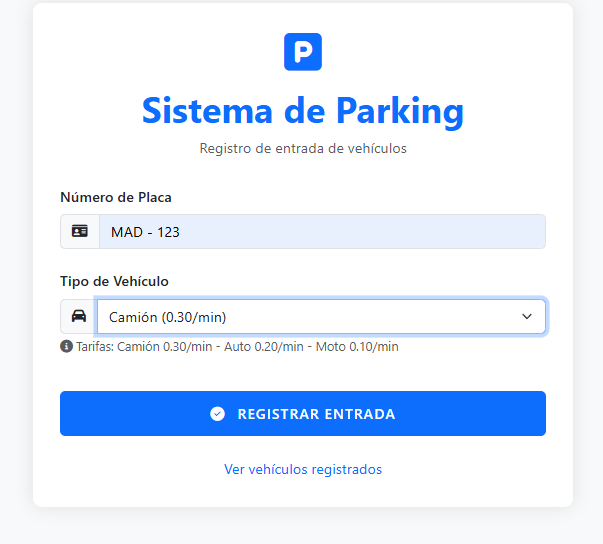 P
Sistema de Parking
Registro de entrada de vehículos
Número de Placa
MAD - 123
Tipo de Vehículo
Camión (0.30/min)
Tarifas: Camión 0.30/min - Auto 0.20/min - Moto 0.10/min
REGISTRAR ENTRADA
Ver vehículos registrados